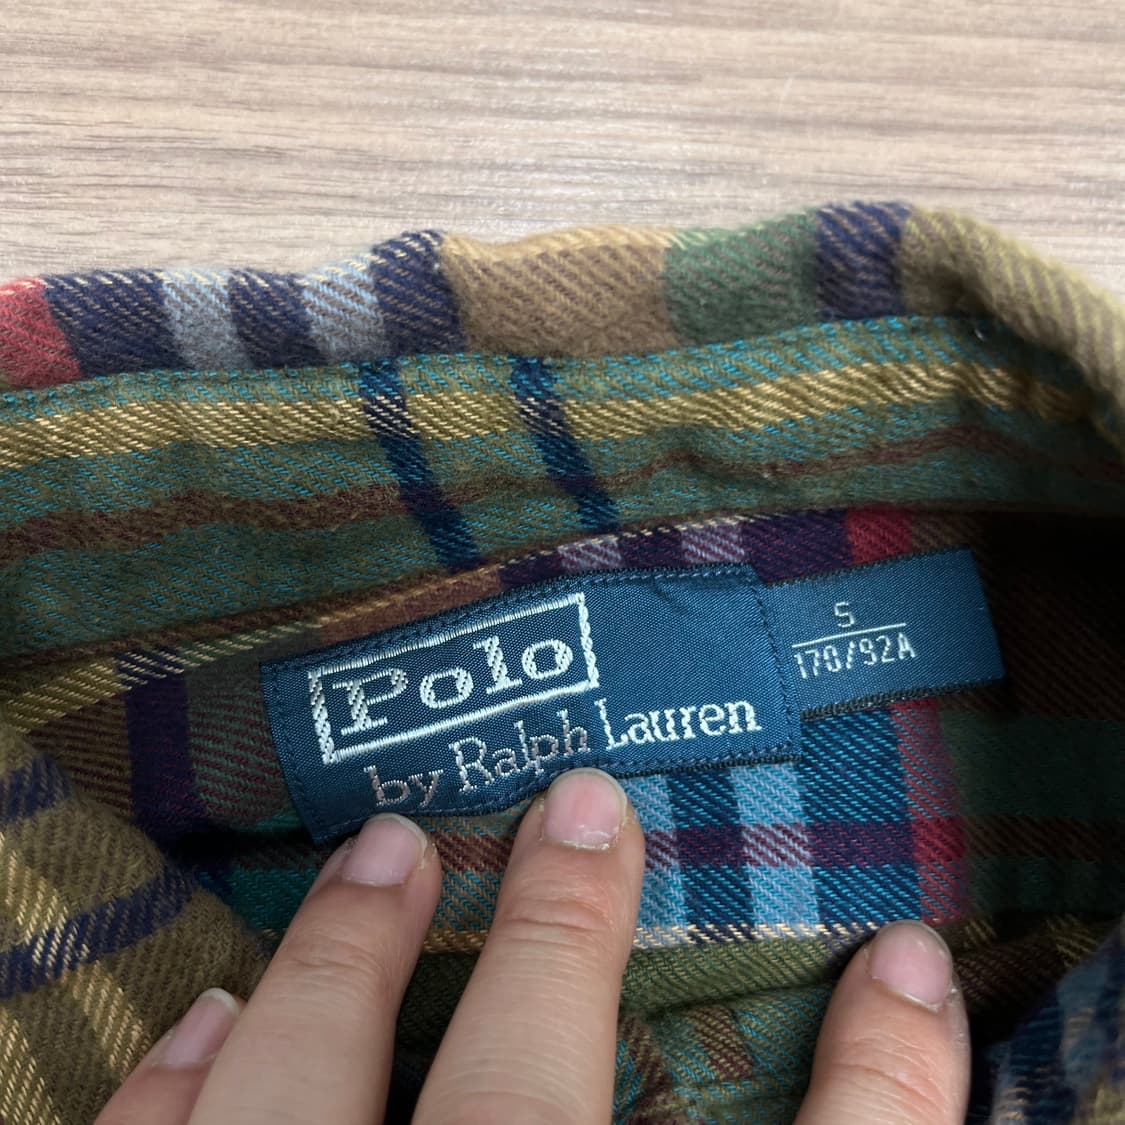 Polo
by Ralph Lauren
S
170/92A